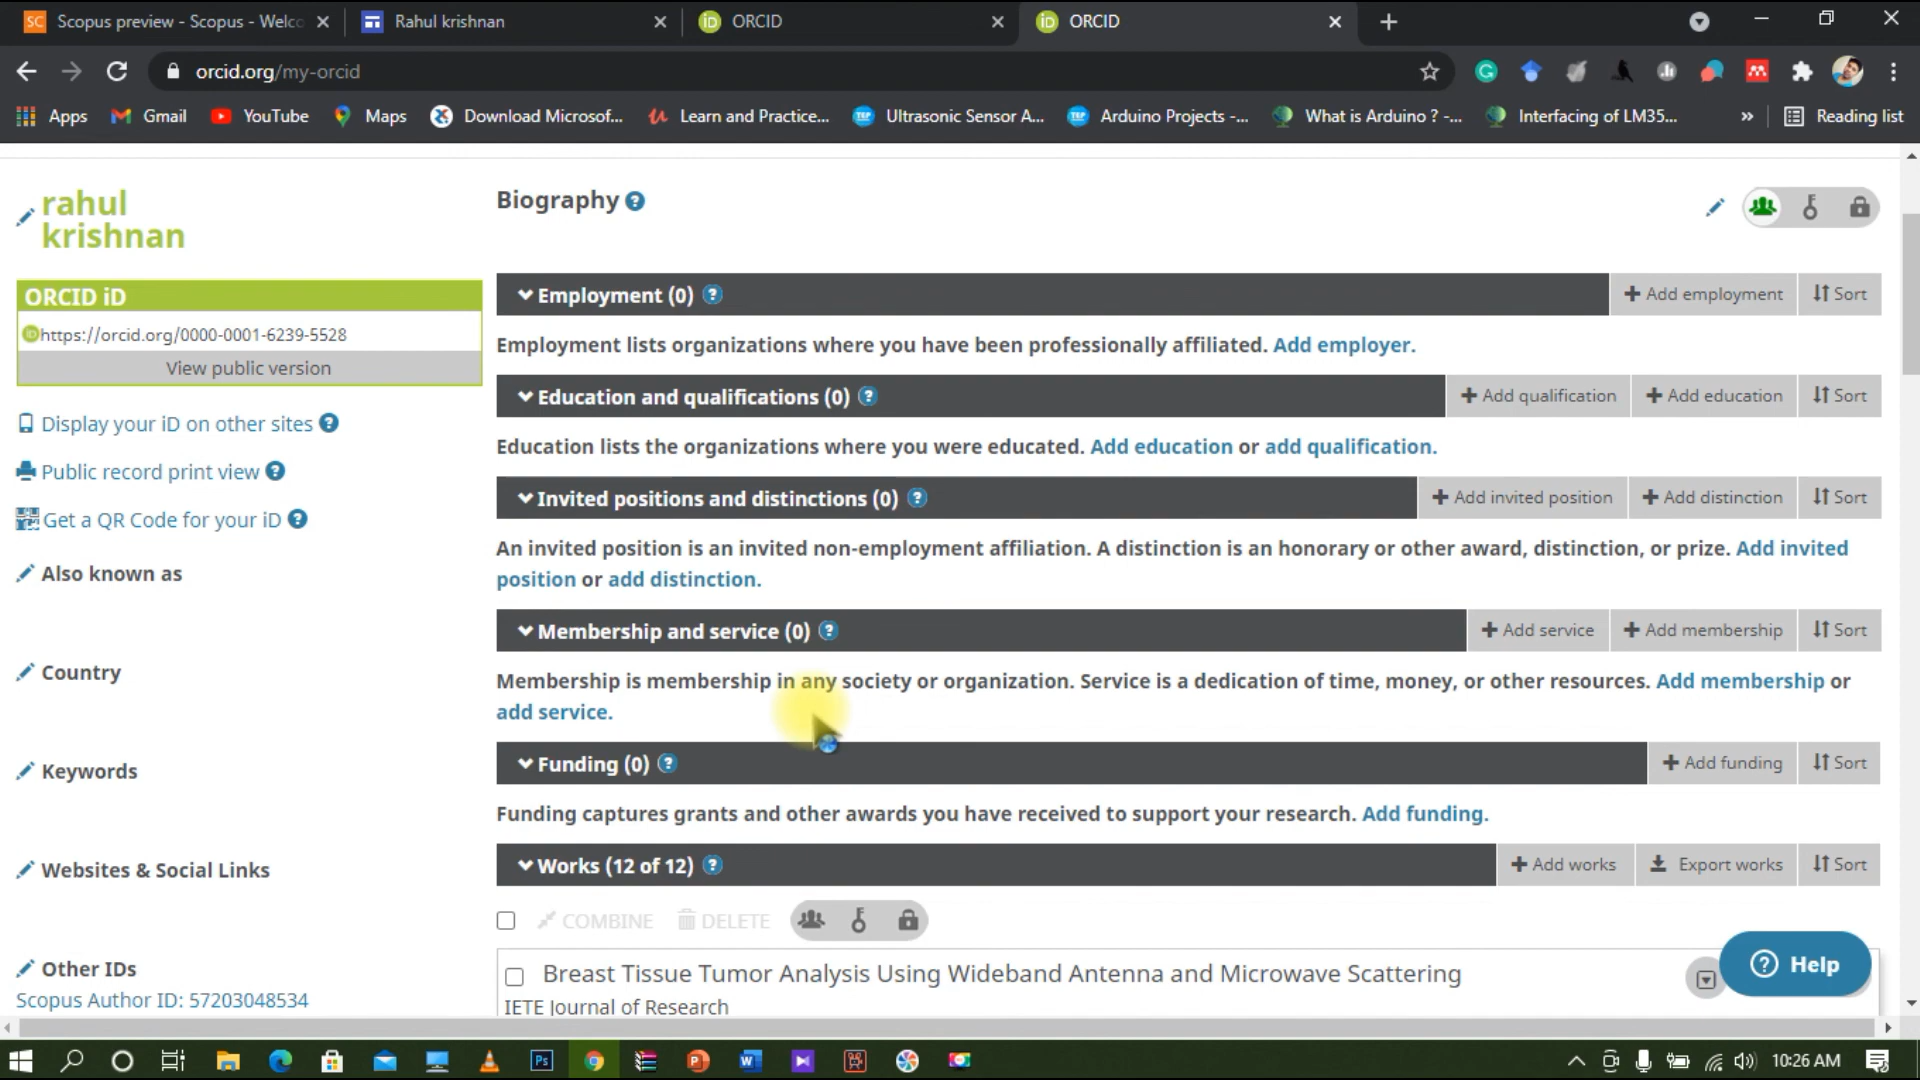 Scopus preview - Scopus - Welco
Rahul krishnan
ORCID
ORCID
orcid.org/my-orcid
Apps
Gmail
YouTube
Maps
Download Microsof...
Learn and Practice...
Ultrasonic Sensor A...
Arduino Projects -...
What is Arduino ? -...
Interfacing of LM35...
»
Reading list
rahul
krishnan
ORCID iD
https://orcid.org/0000-0001-6239-5528
View public version
Display your iD on other sites
Public record print view
Get a QR Code for your iD
Also known as
Country
Keywords
Websites & Social Links
Other IDs
Scopus Author ID: 57203048534
Biography
Employment (0)
Add employment
Sort
Employment lists organizations where you have been professionally affiliated. Add employer.
Education and qualifications (0)
Add qualification
Add education
Sort
Education lists the organizations where you were educated. Add education or add qualification.
Invited positions and distinctions (0)
Add invited position
Add distinction
Sort
An invited position is an invited non-employment affiliation. A distinction is an honorary or other award, distinction, or prize. Add invited
position or add distinction.
Membership and service (0)
Add service
Add membership
Sort
Membership is membership in any society or organization. Service is a dedication of time, money, or other resources. Add membership or
add service.
Funding (0)
Add funding
Sort
Funding captures grants and other awards you have received to support your research. Add funding.
Works (12 of 12)
Add works
Export works
Sort
COMBINE
DELETE
Breast Tissue Tumor Analysis Using Wideband Antenna and Microwave Scattering
IETE Journal of Research
Help
10:26 AM